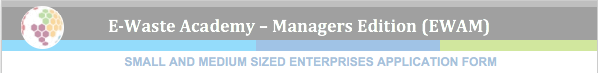 E-Waste Academy – Managers Edition (EWAM)
SMALL AND MEDIUM SIZED ENTERPRISES APPLICATION FORM